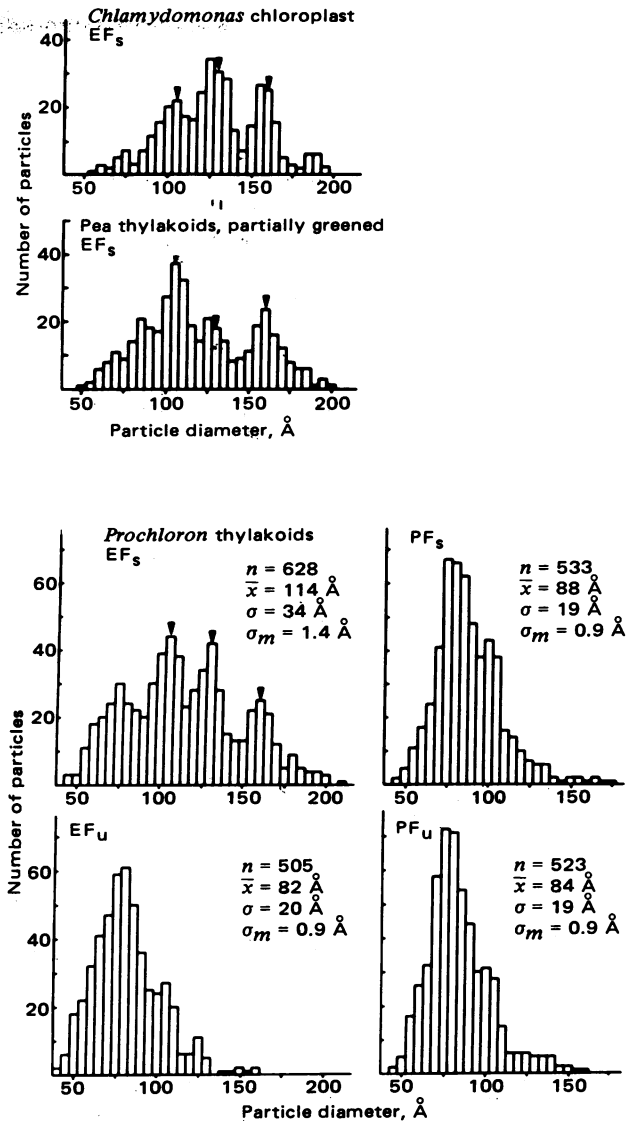 Chlamydomonas chloroplast
EFs
40
20
50 100 150 200
Number of particles
Pea thylakoids, partially greened
EFs
40
20
50 100 150 200
Particle diameter, Å
Prochloron thylakoids
EFs
n = 628
x̅ = 114 Å
σ = 34 Å
σm = 1.4 Å
60
40
20
50 100 150 200
PFs
n = 533
x̅ = 88 Å
σ = 19 Å
σm = 0.9 Å
50 100 150
Number of particles
EFu
n = 505
x̅ = 82 Å
σ = 20 Å
σm = 0.9 Å
60
40
20
50 100 150 200
PFu
n = 523
x̅ = 84 Å
σ = 19 Å
σm = 0.9 Å
50 100 150
Particle diameter, Å